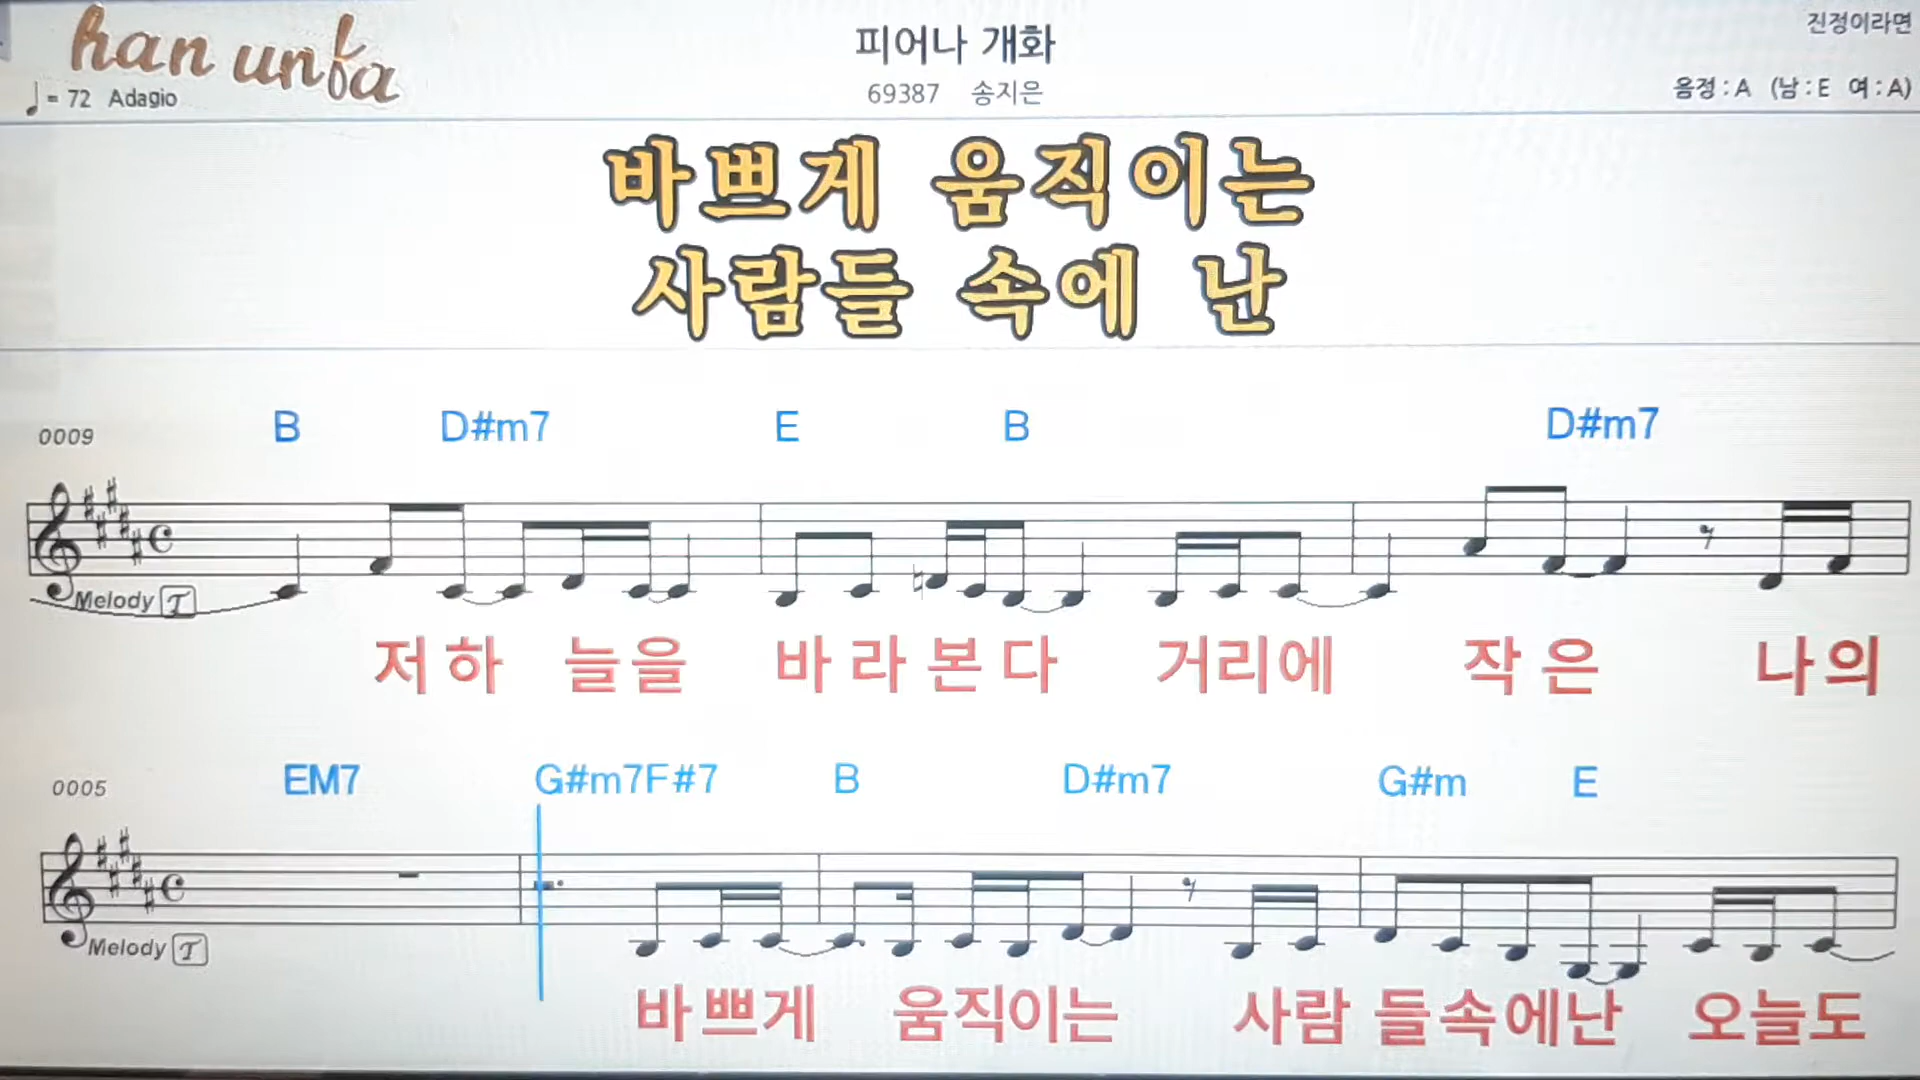 han unfa
진정이라면
피어나 개화
= 72 Adagio
69387 송지은
음정 : A (남 : E 여 : A)
바쁘게 움직이는
사람들 속에 난
0009 B D#m7 E B D#m7
Melody T
저하 늘을 바라본다 거리에 작은 나의
0005 EM7 G#m7F#7 B D#m7 G#m E
Melody T
바쁘게 움직이는 사람 들속에난 오늘도